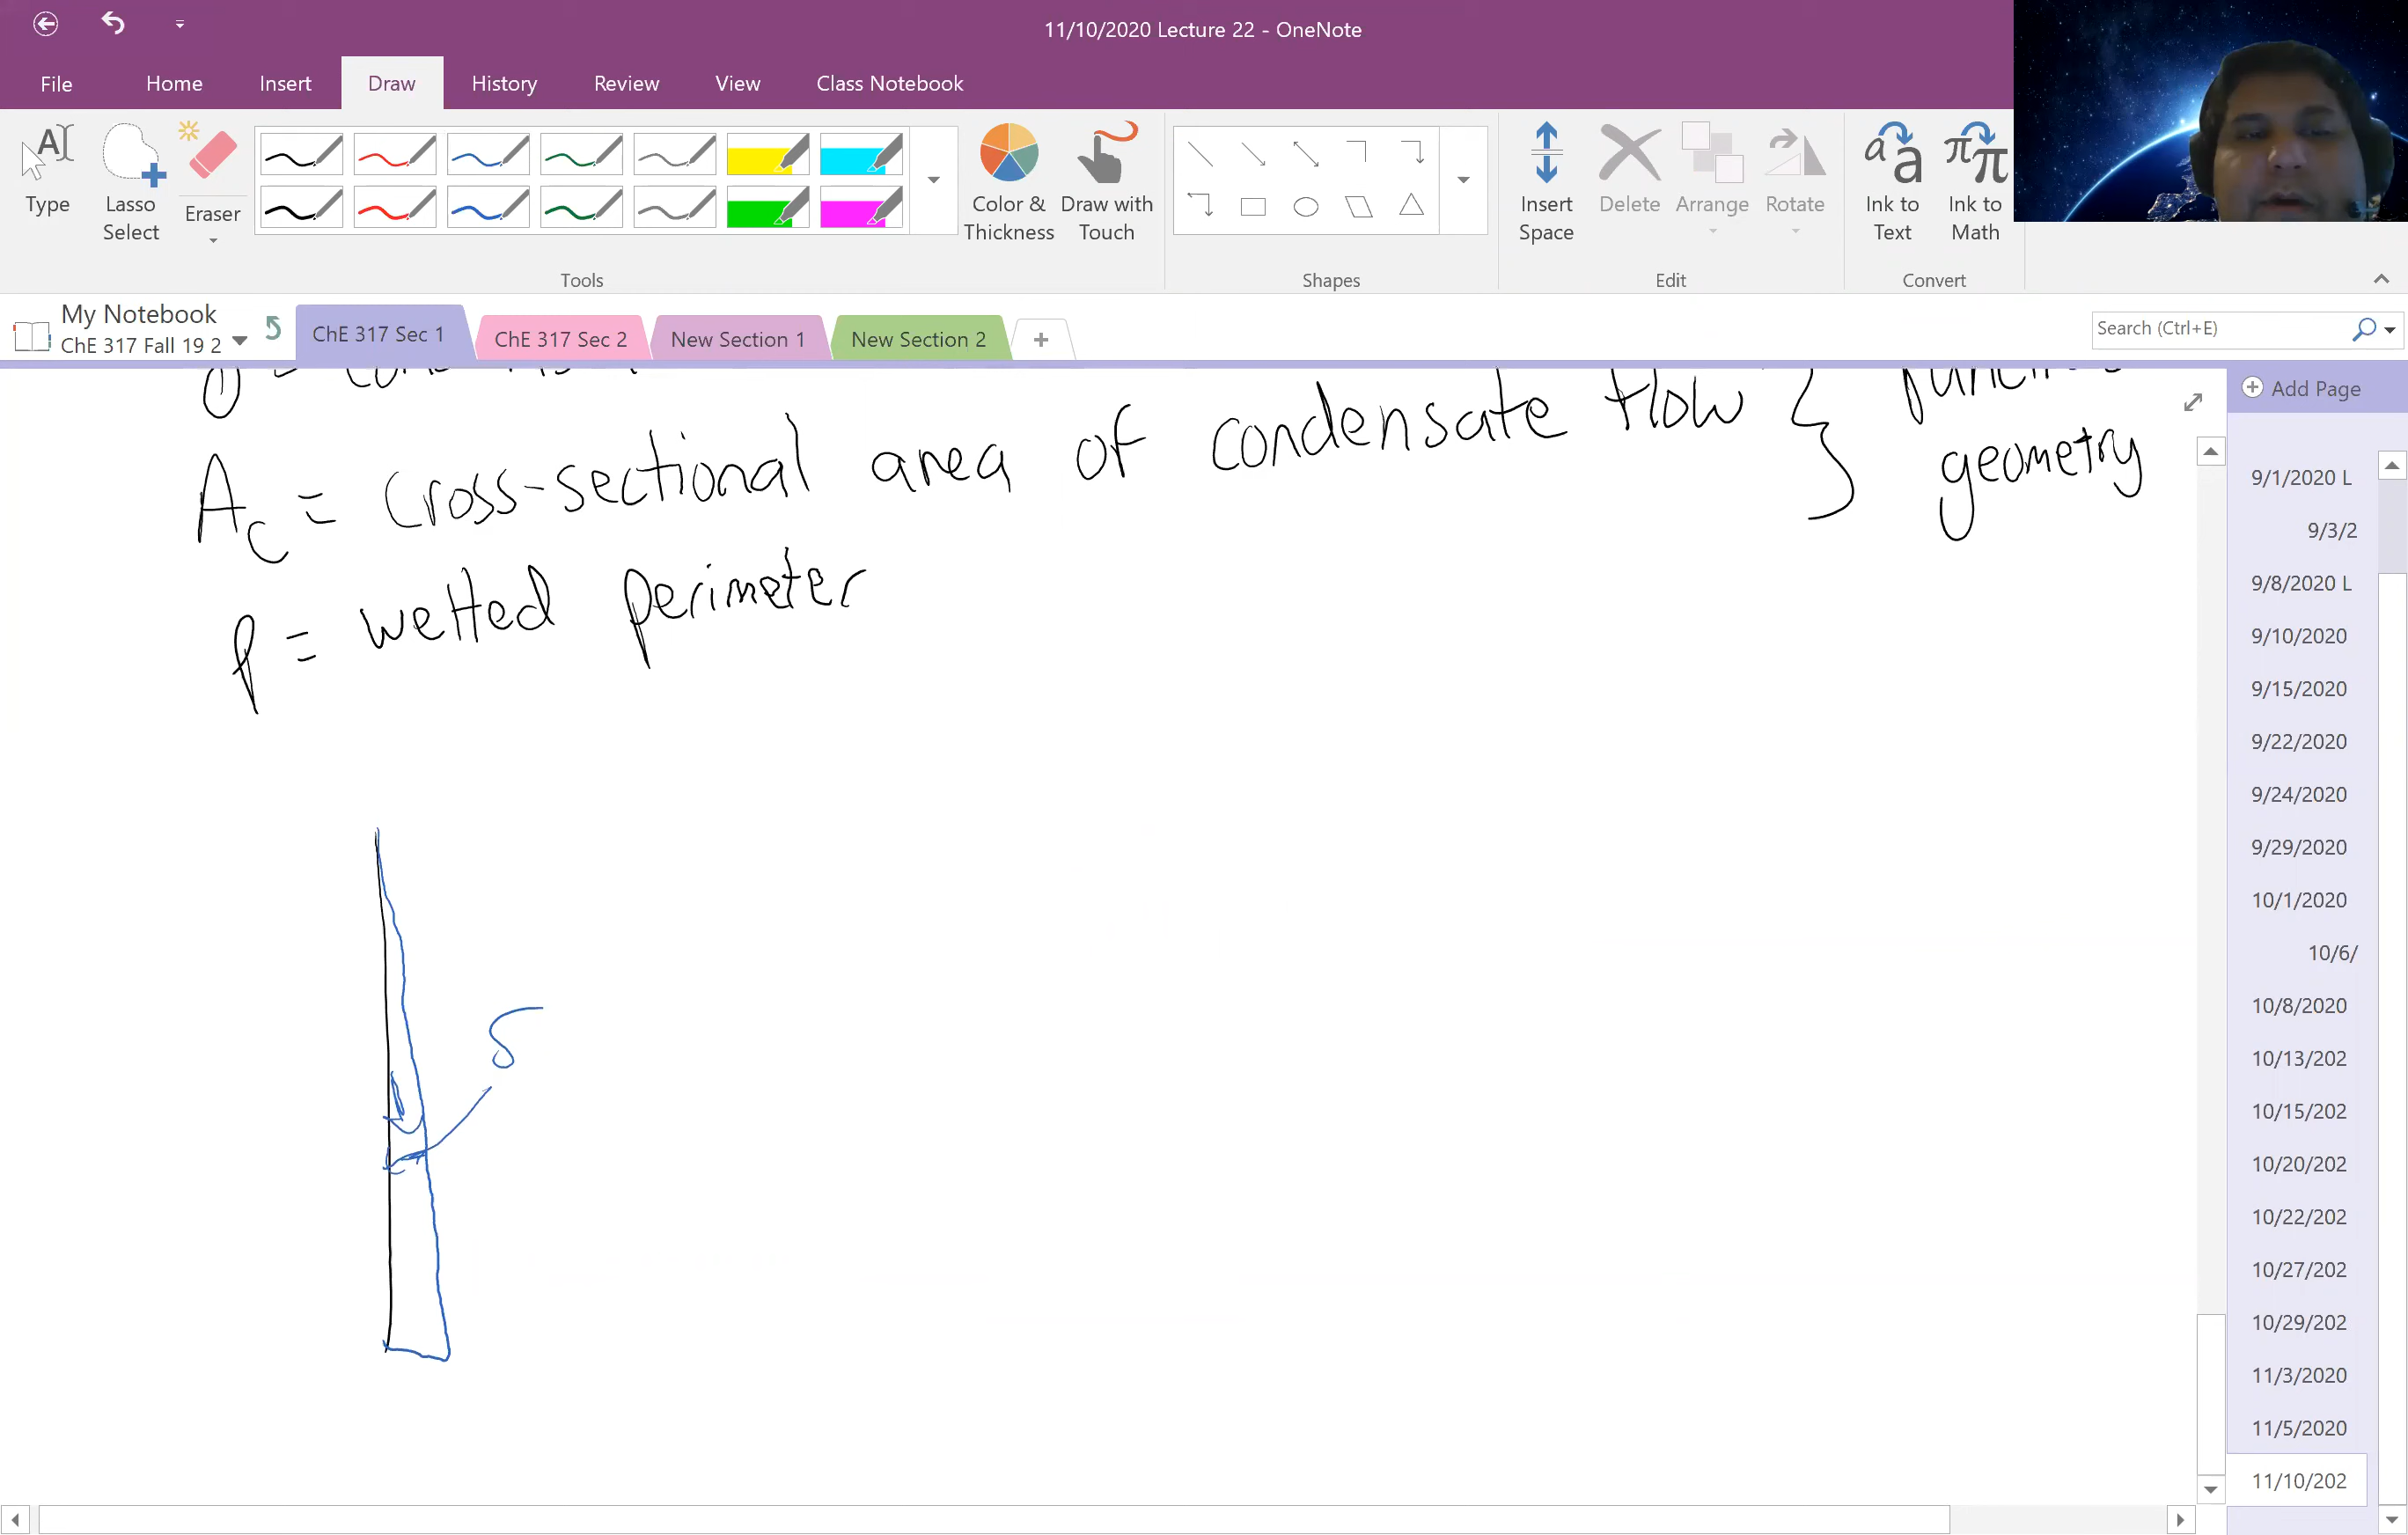 11/10/2020 Lecture 22 - OneNote
File Home Insert Draw History Review View Class Notebook
Type
Lasso Select
Eraser
Color & Thickness
Draw with Touch
Insert Space
Delete
Arrange
Rotate
Ink to Text
Ink to Math
Tools
Shapes
Edit
Convert
My Notebook
ChE 317 Fall 19 2
ChE 317 Sec 1
ChE 317 Sec 2
New Section 1
New Section 2
+
Search (Ctrl+E)
Ac = cross-sectional area of condensate flow }
geometry
p = wetted perimeter
δ
Add Page
9/1/2020 L
9/3/2
9/8/2020 L
9/10/2020
9/15/2020
9/22/2020
9/24/2020
9/29/2020
10/1/2020
10/6/
10/8/2020
10/13/202
10/15/202
10/20/202
10/22/202
10/27/202
10/29/202
11/3/2020
11/5/2020
11/10/202